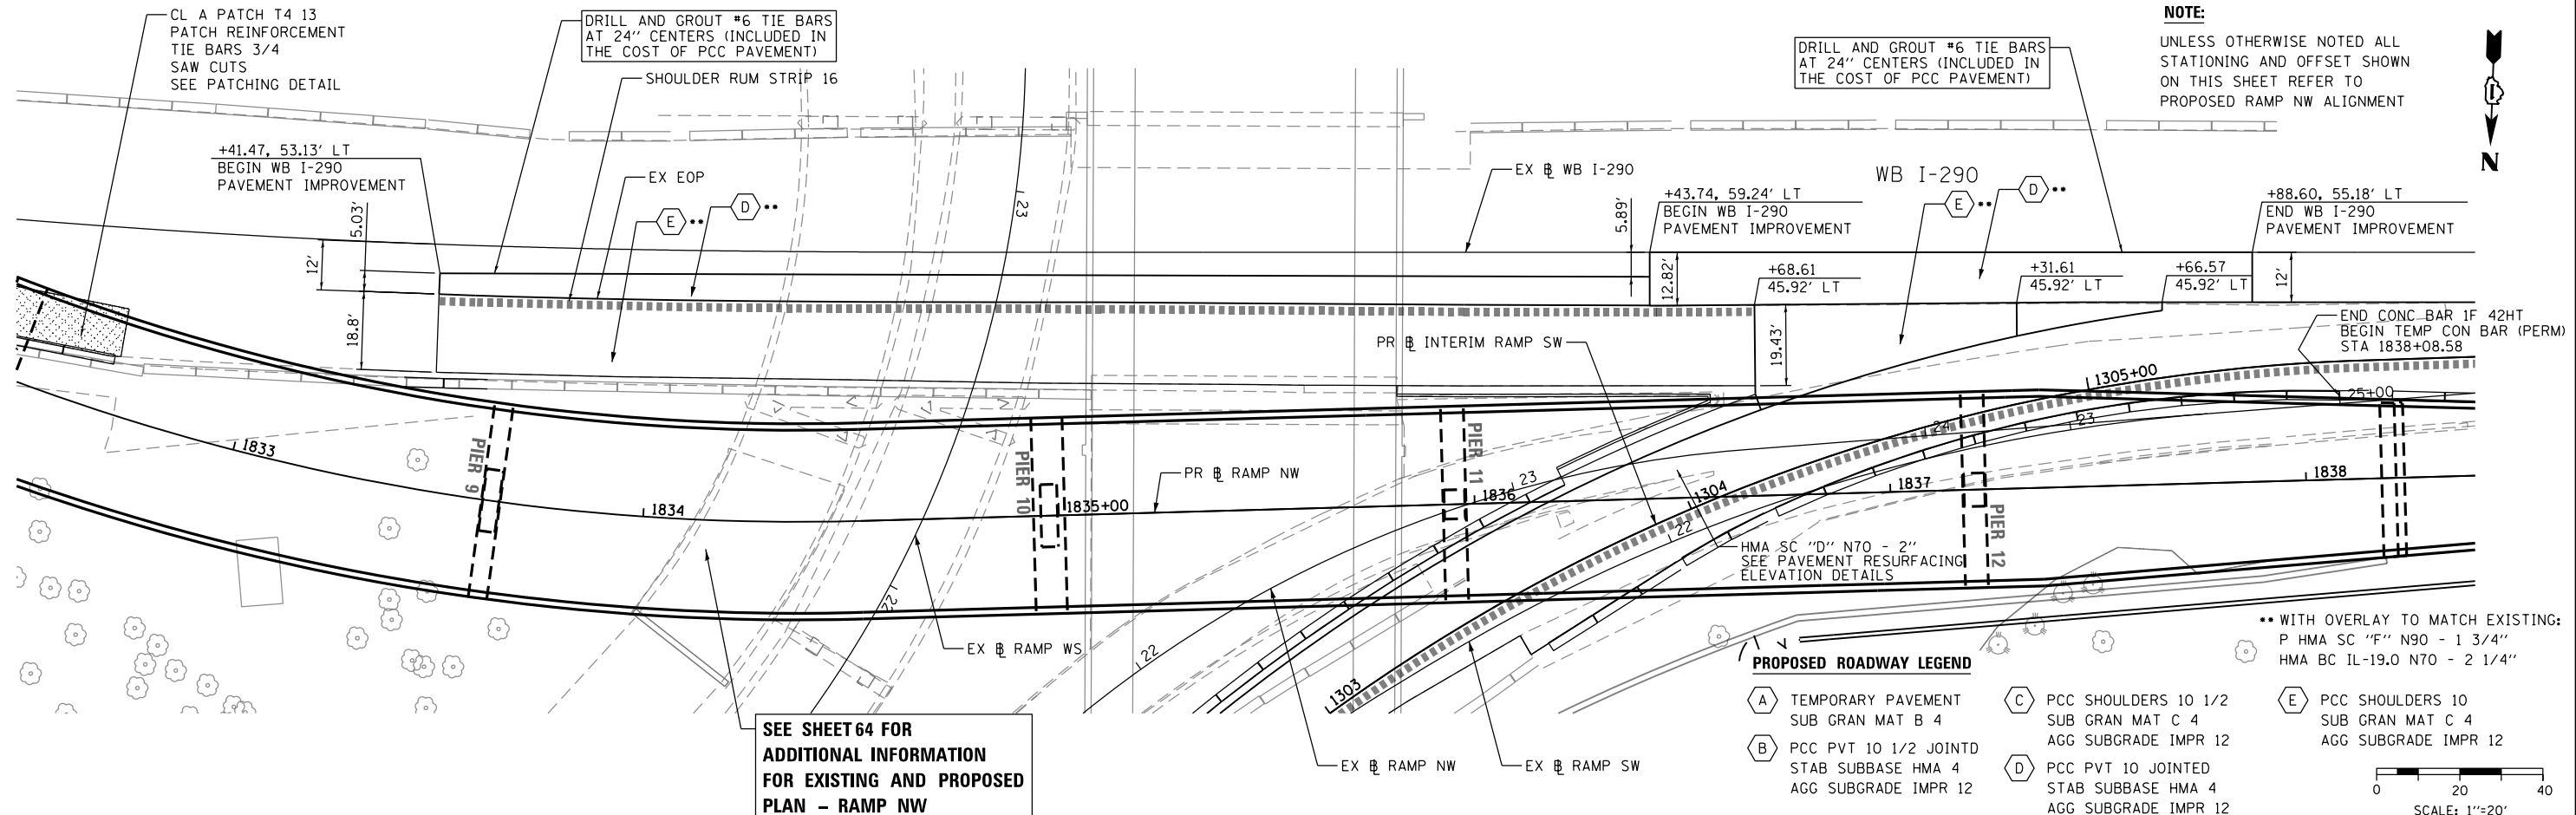 CL A PATCH T4 13
PATCH REINFORCEMENT
TIE BARS 3/4
SAW CUTS
SEE PATCHING DETAIL
DRILL AND GROUT #6 TIE BARS
AT 24" CENTERS (INCLUDED IN
THE COST OF PCC PAVEMENT)
SHOULDER RUM STRIP 16
DRILL AND GROUT #6 TIE BARS
AT 24" CENTERS (INCLUDED IN
THE COST OF PCC PAVEMENT)
NOTE:
UNLESS OTHERWISE NOTED ALL
STATIONING AND OFFSET SHOWN
ON THIS SHEET REFER TO
PROPOSED RAMP NW ALIGNMENT
N
+41.47, 53.13' LT
BEGIN WB I-290
PAVEMENT IMPROVEMENT
EX EOP
E **
D **
5.03'
12'
18.8'
23
EX BL WB I-290
WB I-290
E **
D **
+43.74, 59.24' LT
BEGIN WB I-290
PAVEMENT IMPROVEMENT
+88.60, 55.18' LT
END WB I-290
PAVEMENT IMPROVEMENT
5.89'
12.82'
+68.61
45.92' LT
+31.61
45.92' LT
+66.57
45.92' LT
12'
19.43'
PR BL INTERIM RAMP SW
END CONC BAR 1F 42HT
BEGIN TEMP CON BAR (PERM)
STA 1838+08.58
1305+00
25+00
24
23
1833
PIER 9
1834
PIER 10
1835+00
PR BL RAMP NW
PIER 11
1836
23
1304
22
1837
PIER 12
1838
HMA SC "D" N70 - 2"
SEE PAVEMENT RESURFACING
ELEVATION DETAILS
22
EX BL RAMP WS
22
1303
EX BL RAMP NW
EX BL RAMP SW
SEE SHEET 64 FOR
ADDITIONAL INFORMATION
FOR EXISTING AND PROPOSED
PLAN - RAMP NW
** WITH OVERLAY TO MATCH EXISTING:
P HMA SC "F" N90 - 1 3/4"
HMA BC IL-19.0 N70 - 2 1/4"
PROPOSED ROADWAY LEGEND
A TEMPORARY PAVEMENT
SUB GRAN MAT B 4
B PCC PVT 10 1/2 JOINTD
STAB SUBBASE HMA 4
AGG SUBGRADE IMPR 12
C PCC SHOULDERS 10 1/2
SUB GRAN MAT C 4
AGG SUBGRADE IMPR 12
D PCC PVT 10 JOINTED
STAB SUBBASE HMA 4
AGG SUBGRADE IMPR 12
E PCC SHOULDERS 10
SUB GRAN MAT C 4
AGG SUBGRADE IMPR 12
0 20 40
SCALE: 1"=20'